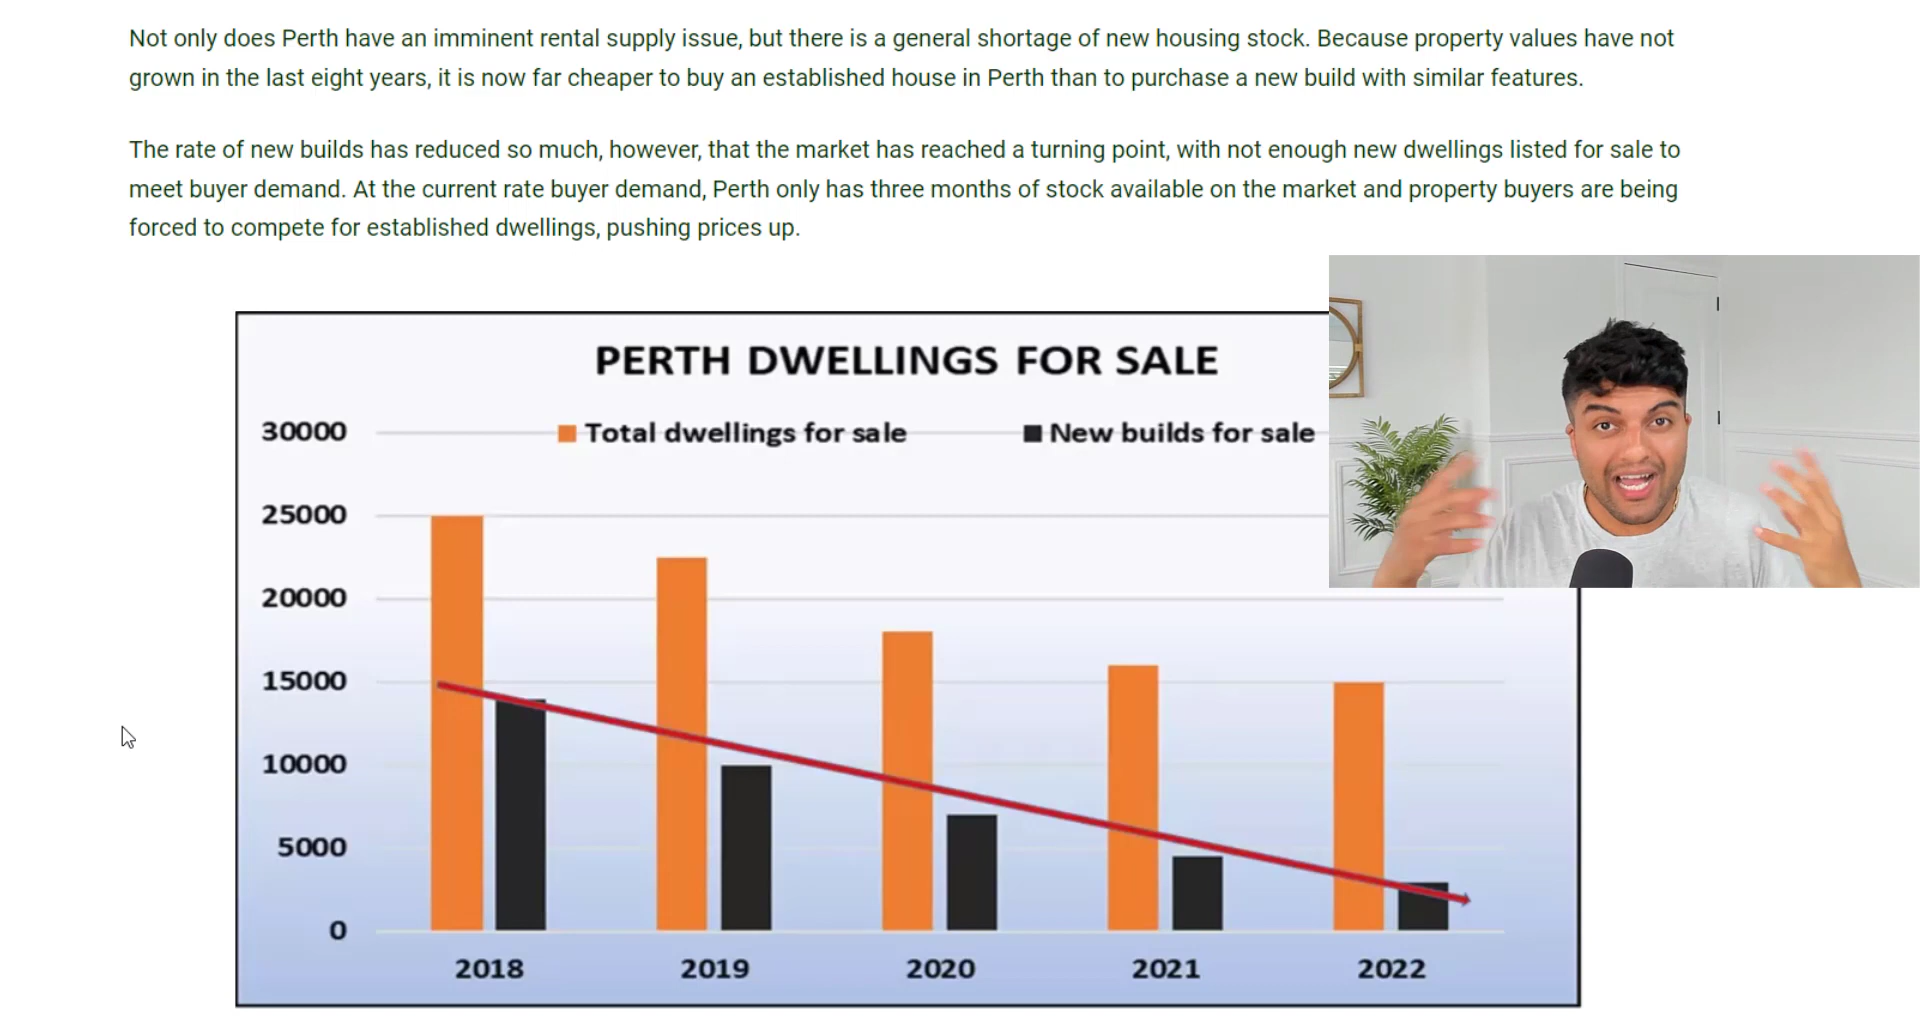 Not only does Perth have an imminent rental supply issue, but there is a general shortage of new housing stock. Because property values have not
grown in the last eight years, it is now far cheaper to buy an established house in Perth than to purchase a new build with similar features.
The rate of new builds has reduced so much, however, that the market has reached a turning point, with not enough new dwellings listed for sale to
meet buyer demand. At the current rate buyer demand, Perth only has three months of stock available on the market and property buyers are being
forced to compete for established dwellings, pushing prices up.
PERTH DWELLINGS FOR SALE
Total dwellings for sale
New builds for sale
30000
25000
20000
15000
10000
5000
0
2018 2019 2020 2021 2022